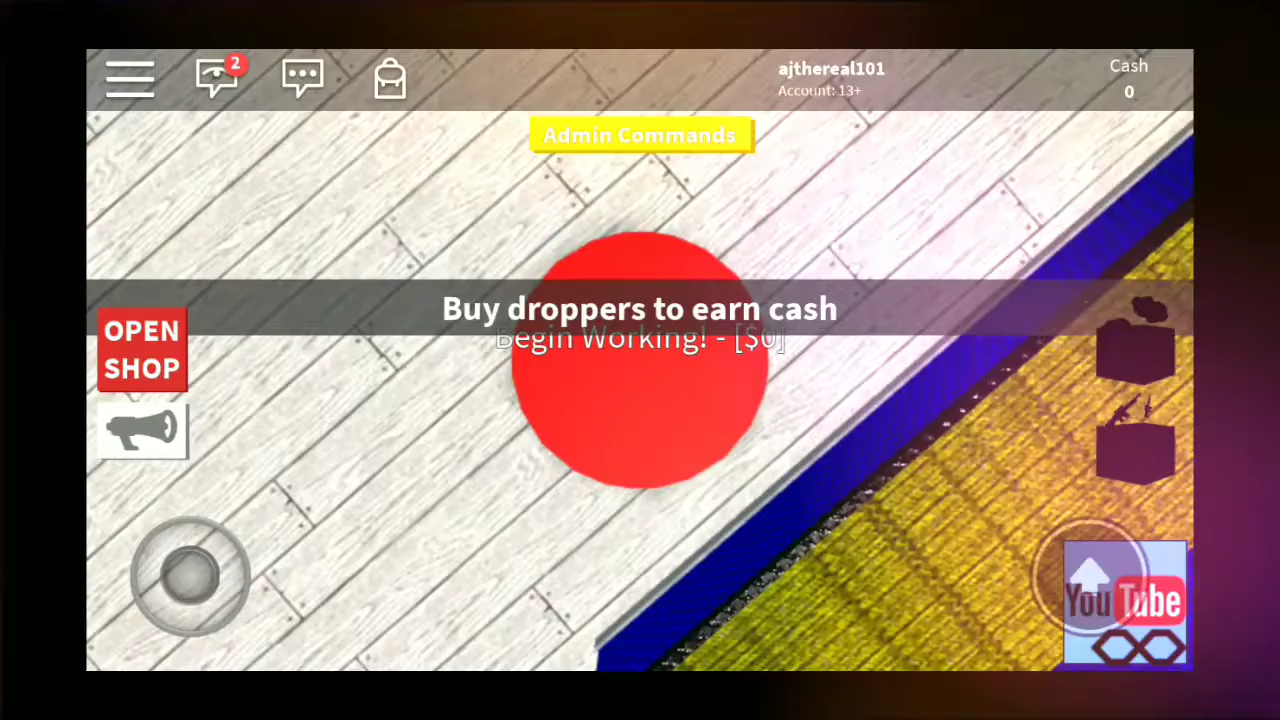 2
ajthereal101
Account: 13+
Cash
0
Admin Commands
Buy droppers to earn cash
Begin Working! - [$0]
OPEN
SHOP
YouTube